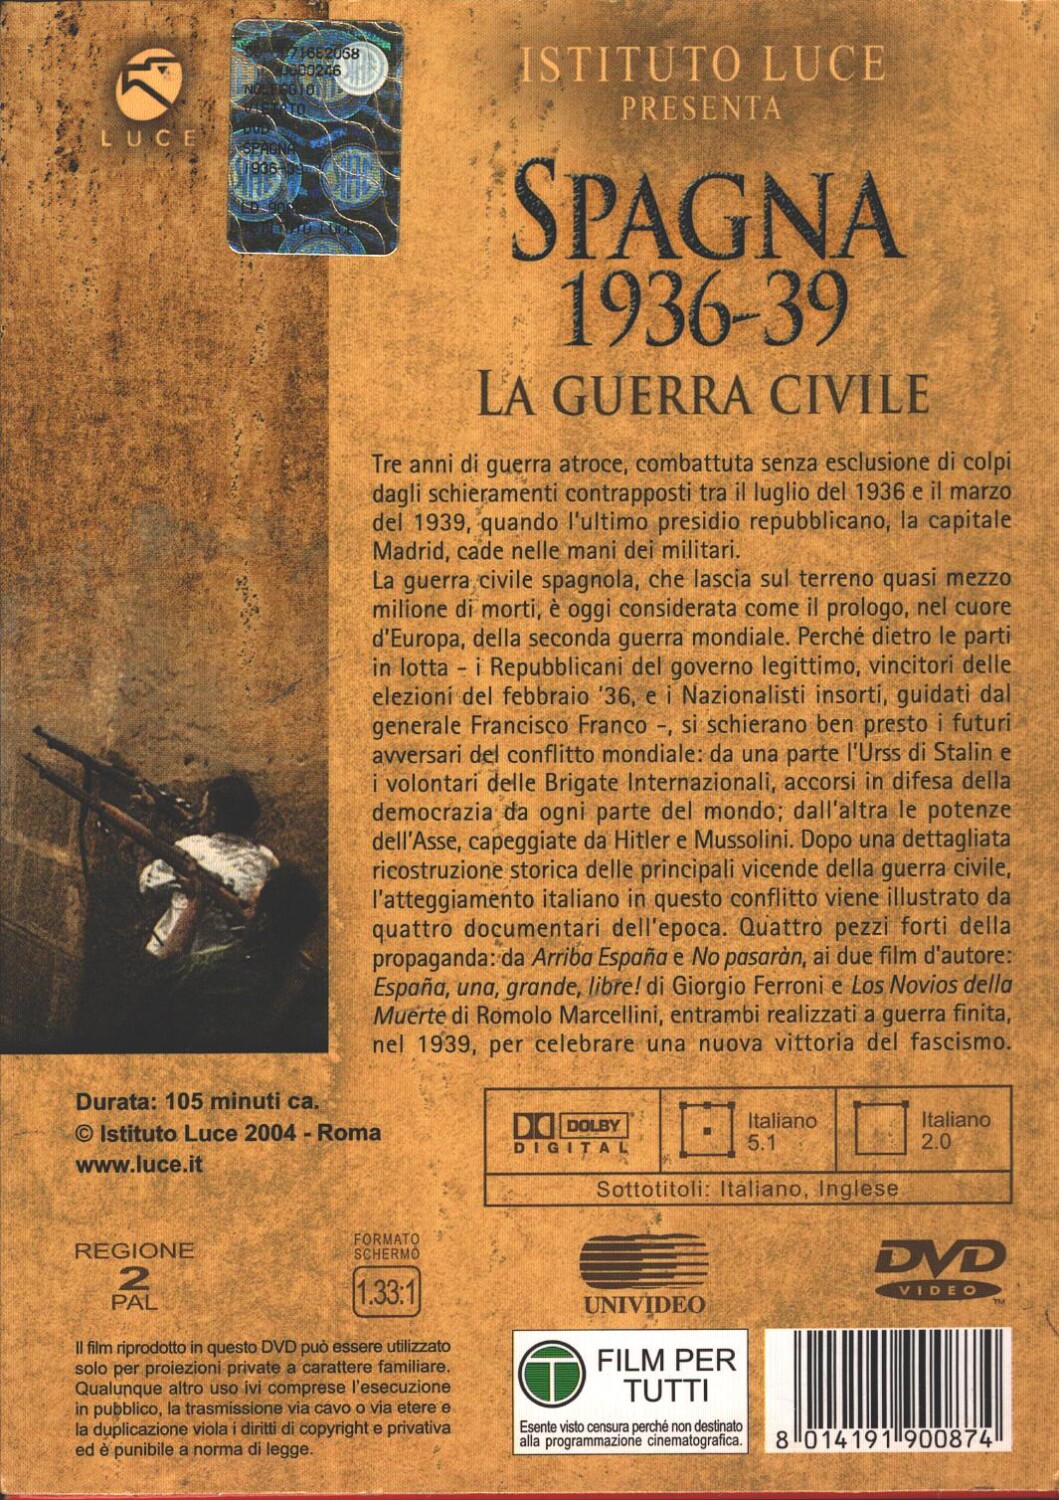 LUCE
NOLEGGIO
VIETATO
DVD
SPAGNA
1936-39
ISTITUTO LUCE
ISTITUTO LUCE
PRESENTA
SPAGNA
1936-39
LA GUERRA CIVILE
Tre anni di guerra atroce, combattuta senza esclusione di colpi
dagli schieramenti contrapposti tra il luglio del 1936 e il marzo
del 1939, quando l'ultimo presidio repubblicano, la capitale
Madrid, cade nelle mani dei militari.
La guerra civile spagnola, che lascia sul terreno quasi mezzo
milione di morti, è oggi considerata come il prologo, nel cuore
d'Europa, della seconda guerra mondiale. Perché dietro le parti
in lotta - i Repubblicani del governo legittimo, vincitori delle
elezioni del febbraio '36, e i Nazionalisti insorti, guidati dal
generale Francisco Franco -, si schierano ben presto i futuri
avversari del conflitto mondiale: da una parte l'Urss di Stalin e
i volontari delle Brigate Internazionali, accorsi in difesa della
democrazia da ogni parte del mondo; dall'altra le potenze
dell'Asse, capeggiate da Hitler e Mussolini. Dopo una dettagliata
ricostruzione storica delle principali vicende della guerra civile,
l'atteggiamento italiano in questo conflitto viene illustrato da
quattro documentari dell'epoca. Quattro pezzi forti della
propaganda: da Arriba España e No pasaràn, ai due film d'autore:
España, una, grande, libre! di Giorgio Ferroni e Los Novios della
Muerte di Romolo Marcellini, entrambi realizzati a guerra finita,
nel 1939, per celebrare una nuova vittoria del fascismo.
Durata: 105 minuti ca.
© Istituto Luce 2004 - Roma
www.luce.it
DOLBY
DIGITAL
Italiano
5.1
Italiano
2.0
Sottotitoli: Italiano, Inglese
REGIONE
2
PAL
FORMATO
SCHERMO
1.33:1
UNIVIDEO
DVD
VIDEO
TM
Il film riprodotto in questo DVD può essere utilizzato
solo per proiezioni private a carattere familiare.
Qualunque altro uso ivi comprese l'esecuzione
in pubblico, la trasmissione via cavo o via etere e
la duplicazione viola i diritti di copyright e privativa
ed è punibile a norma di legge.
T
FILM PER
TUTTI
Esente visto censura perché non destinato
alla programmazione cinematografica.
8 014191 900874